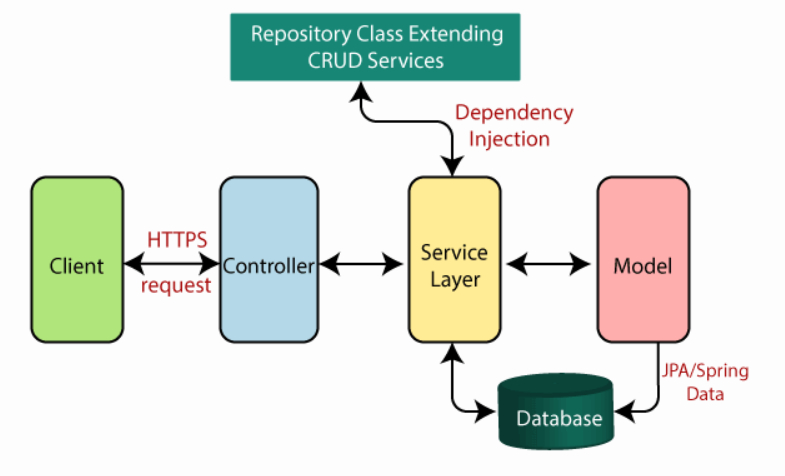 Repository Class Extending
CRUD Services
Dependency
Injection
HTTPS
request
Client
Controller
Service
Layer
Model
JPA/Spring
Data
Database